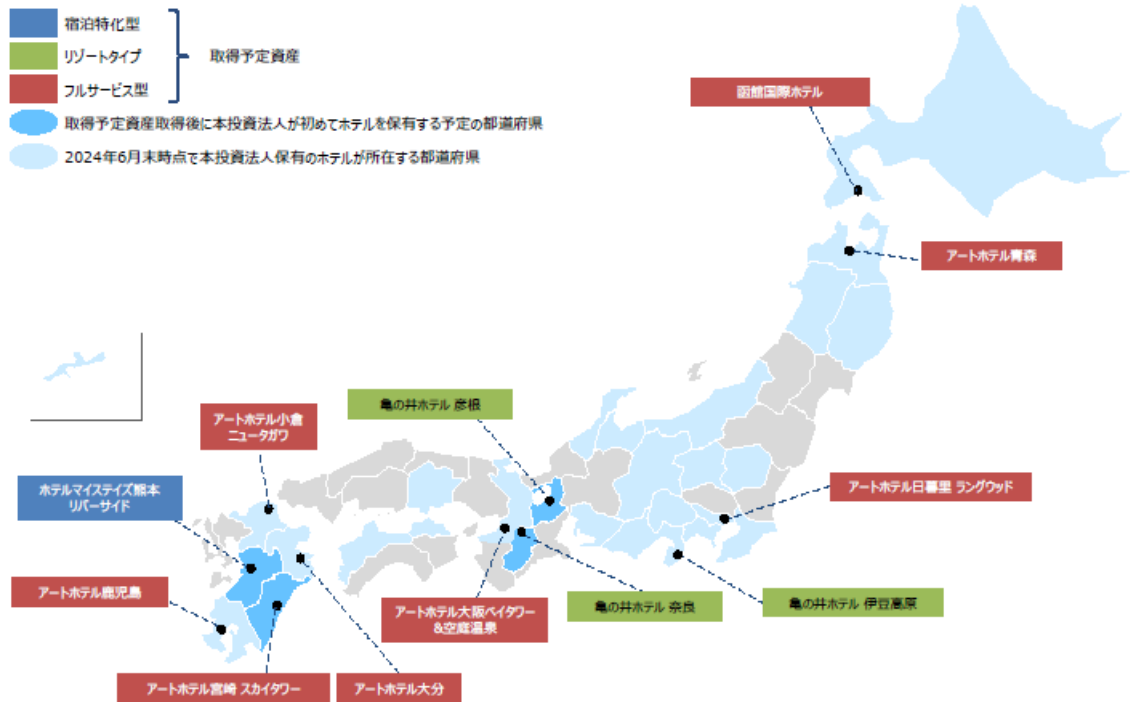 宿泊特化型
リゾートタイプ
フルサービス型
取得予定資産
取得予定資産取得後に本投資法人が初めてホテルを保有する予定の都道府県
2024年6月末時点で本投資法人保有のホテルが所在する都道府県
函館国際ホテル
アートホテル青森
亀の井ホテル 彦根
アートホテル小倉
ニュータガワ
ホテルマイステイズ熊本
リバーサイド
アートホテル日暮里 ラングウッド
アートホテル鹿児島
アートホテル大阪ベイタワー
&空庭温泉
亀の井ホテル 奈良
亀の井ホテル 伊豆高原
アートホテル宮崎 スカイタワー
アートホテル大分